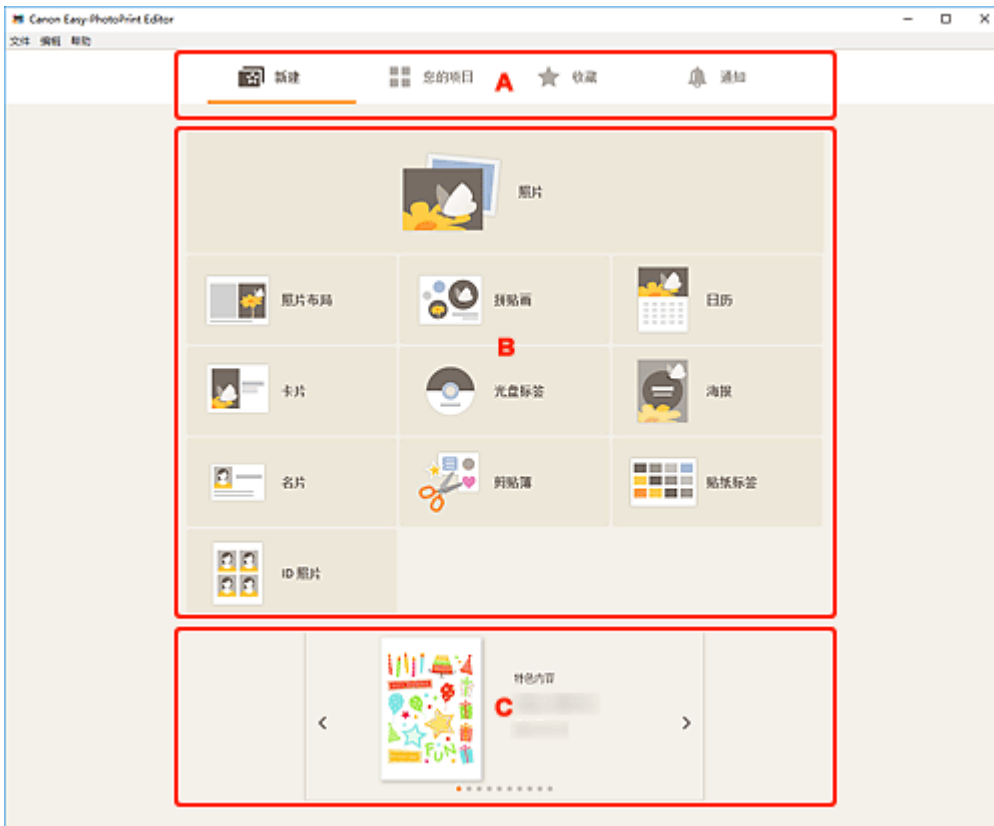 Canon Easy-PhotoPrint Editor
文件 编辑 帮助
新建 您的项目 A 收藏 通知
照片
照片布局 拼贴画 日历
B
卡片 光盘标签 海报
名片 剪贴簿 贴纸标签
ID 照片
特色内容
C
FUN